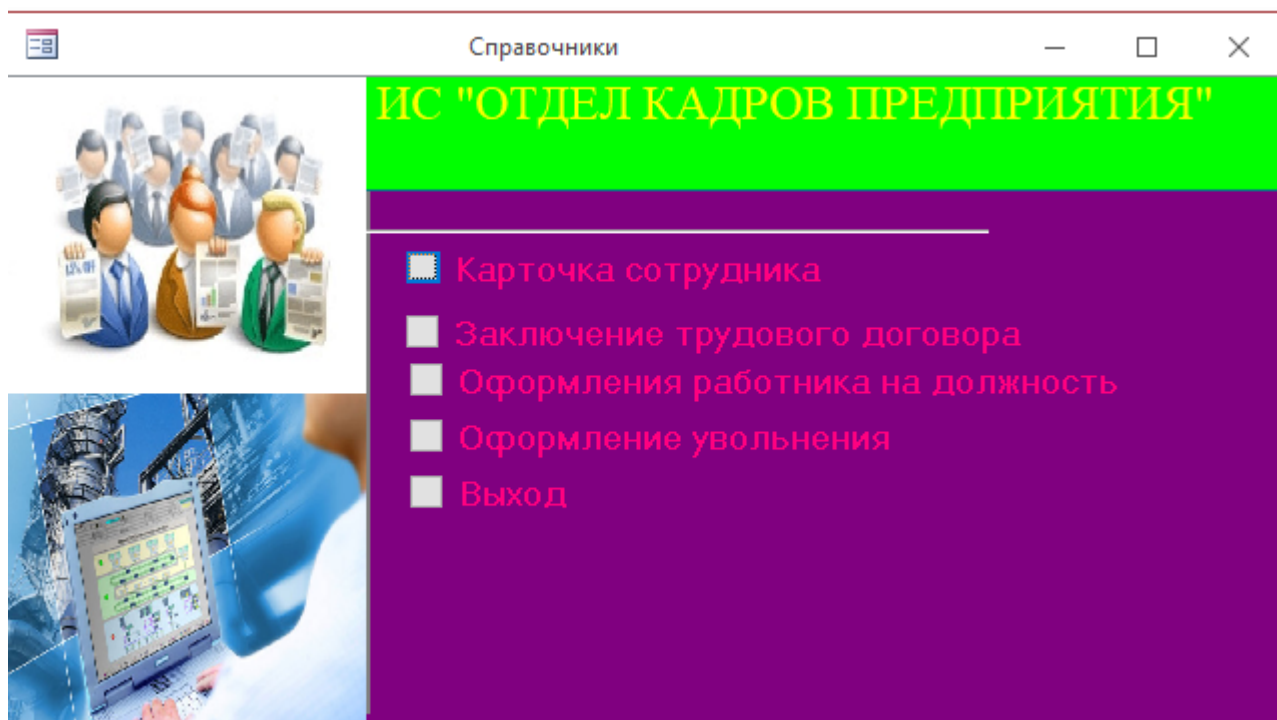 Справочники
ИС "ОТДЕЛ КАДРОВ ПРЕДПРИЯТИЯ"
Карточка сотрудника
Заключение трудового договора
Оформления работника на должность
Оформление увольнения
Выход